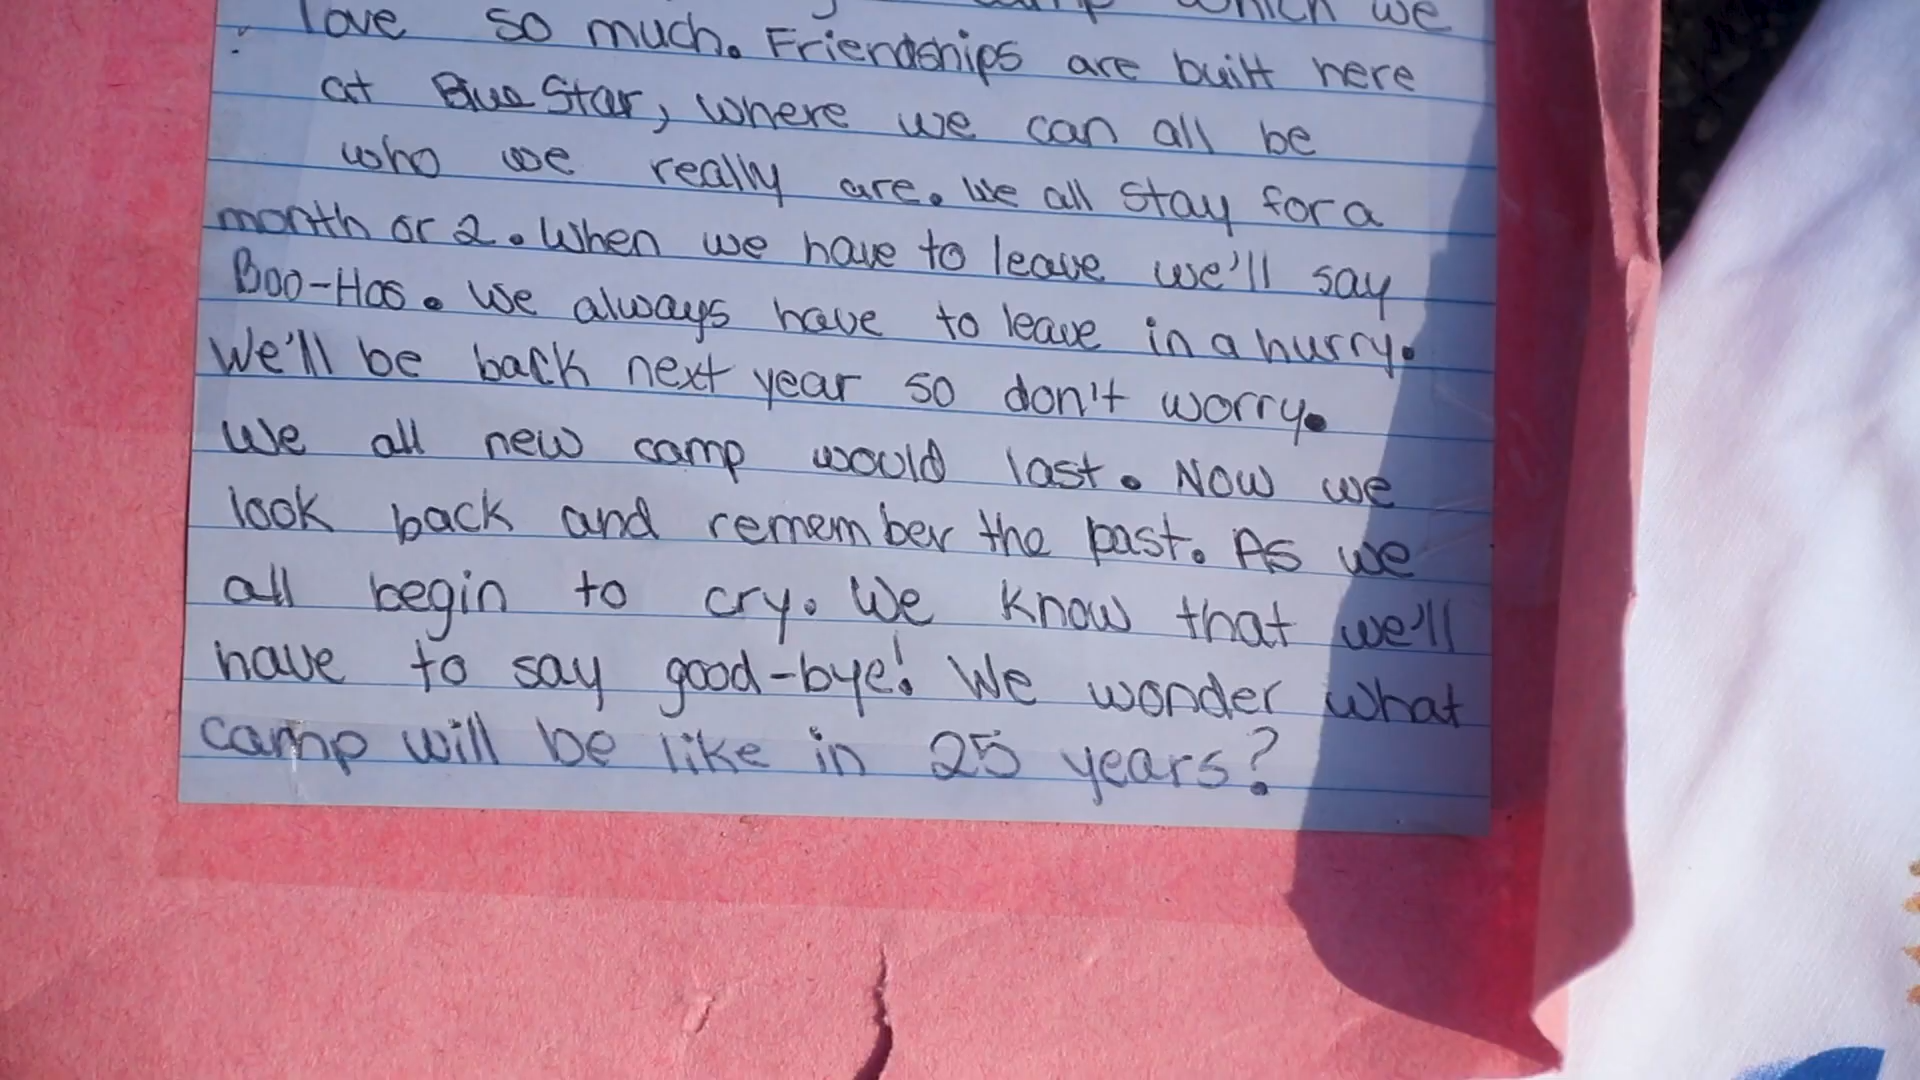 which we
love so much. Friendships are built here
at Blue Star, where we can all be
who we really are. We all stay for a
month or 2. When we have to leave we'll say
Boo-Hoo. We always have to leave in a hurry.
We'll be back next year so don't worry.
We all new camp would last. Now we
look back and remember the past. As we
all begin to cry. We know that we'll
have to say good-bye! We wonder what
camp will be like in 25 years?